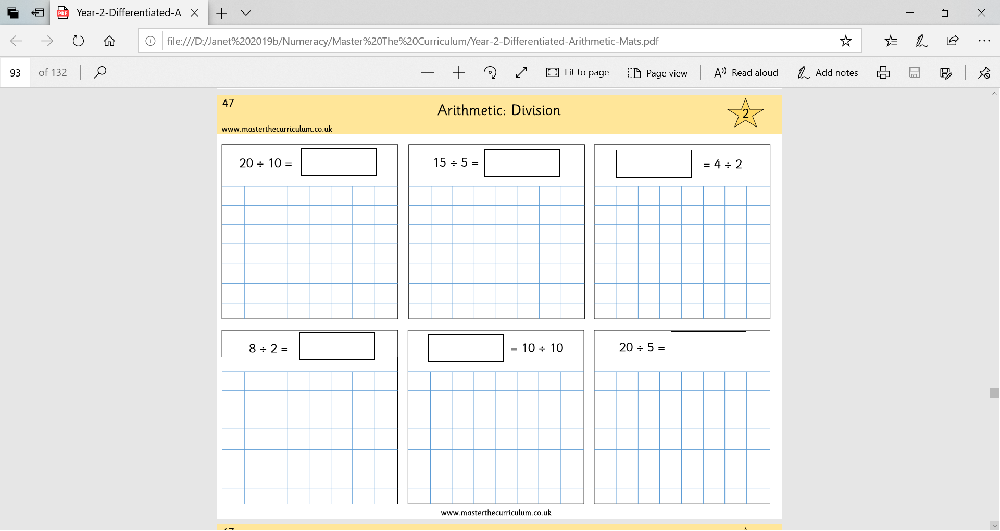 Year-2-Differentiated-A
file:///D:/Janet%202019b/Numeracy/Master%20The%20Curriculum/Year-2-Differentiated-Arithmetic-Mats.pdf
93 of 132
Fit to page
Page view
Read aloud
Add notes
47
Arithmetic: Division
2
www.masterthecurriculum.co.uk
20 ÷ 10 =
15 ÷ 5 =
= 4 ÷ 2
8 ÷ 2 =
= 10 ÷ 10
20 ÷ 5 =
www.masterthecurriculum.co.uk